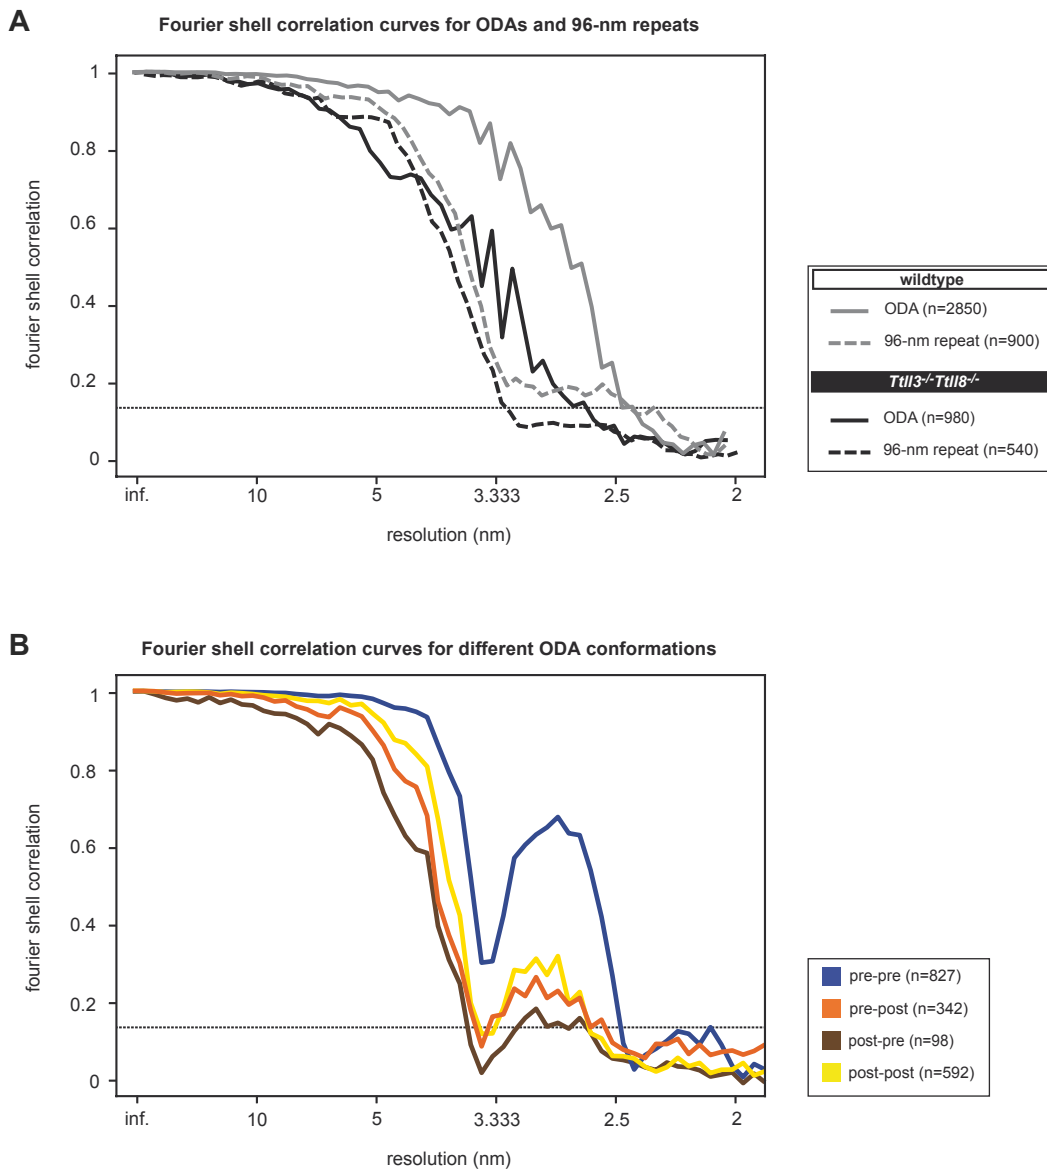 A
Fourier shell correlation curves for ODAs and 96-nm repeats
1
0.8
0.6
0.4
0.2
0
fourier shell correlation
inf.
10
5
3.333
2.5
2
resolution (nm)
wildtype
ODA (n=2850)
96-nm repeat (n=900)
Ttll3-/-Ttll8-/-
ODA (n=980)
96-nm repeat (n=540)
B
Fourier shell correlation curves for different ODA conformations
1
0.8
0.6
0.4
0.2
0
fourier shell correlation
inf.
10
5
3.333
2.5
2
resolution (nm)
pre-pre (n=827)
pre-post (n=342)
post-pre (n=98)
post-post (n=592)